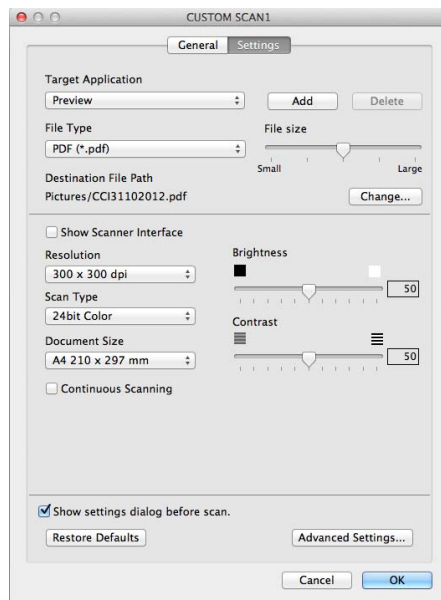 CUSTOM SCAN1
General Settings
Target Application
Preview Add Delete
File Type File size
PDF (*.pdf)
Small Large
Destination File Path
Pictures/CCI31102012.pdf Change...
Show Scanner Interface
Resolution Brightness
300 x 300 dpi 50
Scan Type
24bit Color
Contrast
Document Size
A4 210 x 297 mm 50
Continuous Scanning
Show settings dialog before scan.
Restore Defaults Advanced Settings...
Cancel OK